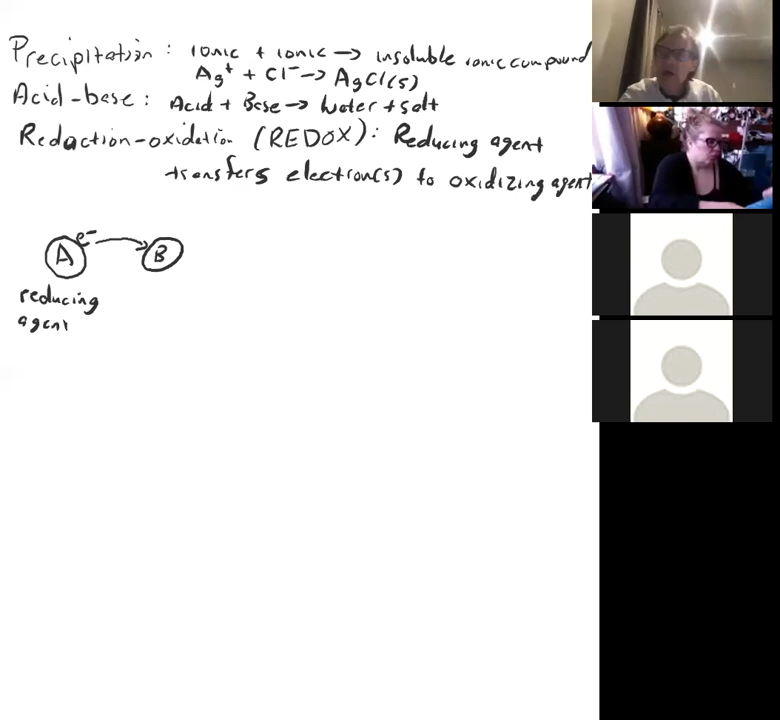 Precipitation : ionic + ionic → insoluble ionic compound
Ag⁺ + Cl⁻ → AgCl(s)
Acid-base : Acid + Base → Water + salt
Redaction-oxidation (REDOX): Reducing agent
transfers electron(s) to oxidizing agent
e⁻
A → B
reducing
agent